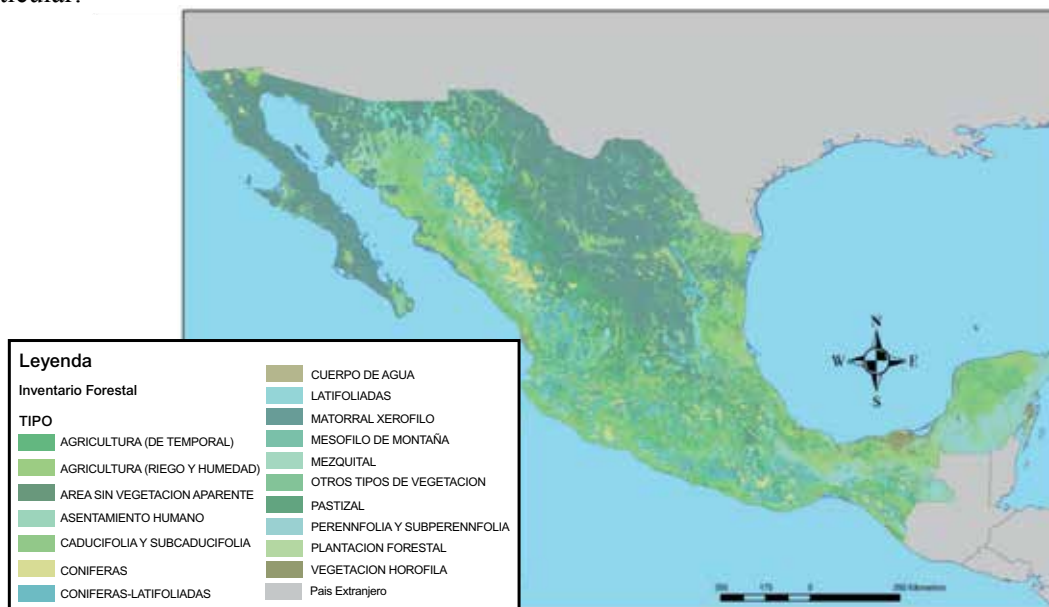 ticular.
N
W E
S
Leyenda
Inventario Forestal
TIPO
AGRICULTURA (DE TEMPORAL)
AGRICULTURA (RIEGO Y HUMEDAD)
AREA SIN VEGETACION APARENTE
ASENTAMIENTO HUMANO
CADUCIFOLIA Y SUBCADUCIFOLIA
CONIFERAS
CONIFERAS-LATIFOLIADAS
CUERPO DE AGUA
LATIFOLIADAS
MATORRAL XEROFILO
MESOFILO DE MONTAÑA
MEZQUITAL
OTROS TIPOS DE VEGETACION
PASTIZAL
PERENNFOLIA Y SUBPERENNFOLIA
PLANTACION FORESTAL
VEGETACION HOROFILA
Pais Extranjero